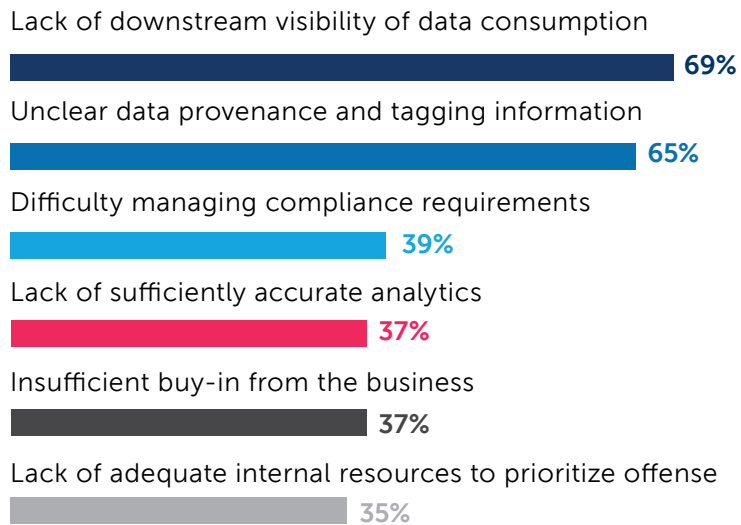 Lack of downstream visibility of data consumption
69%
Unclear data provenance and tagging information
65%
Difficulty managing compliance requirements
39%
Lack of sufficiently accurate analytics
37%
Insufficient buy-in from the business
37%
Lack of adequate internal resources to prioritize offense
35%